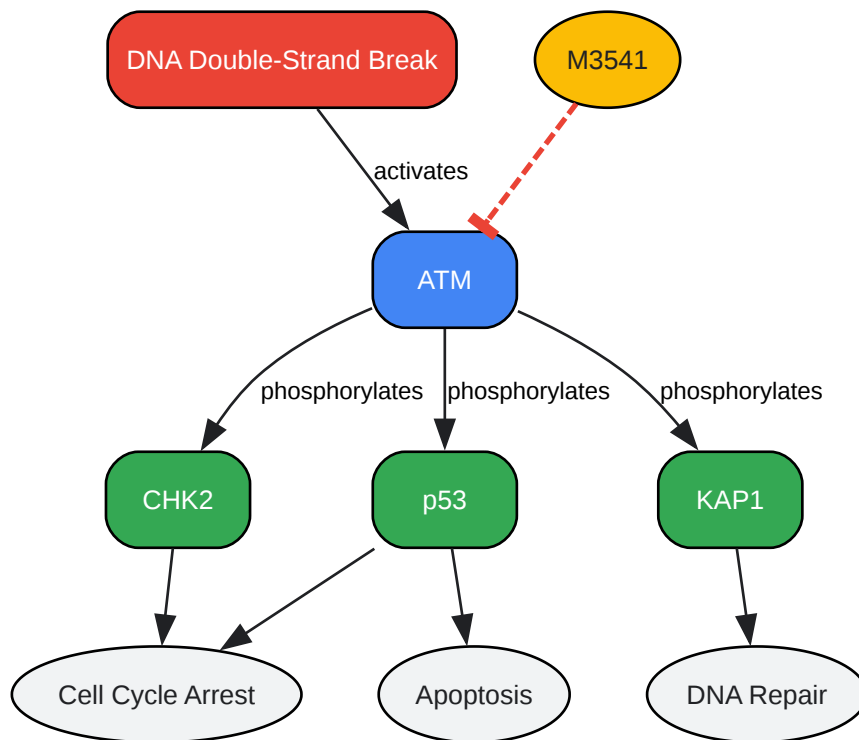 DNA Double-Strand Break
M3541
activates
ATM
phosphorylates
phosphorylates
phosphorylates
CHK2
p53
KAP1
Cell Cycle Arrest
Apoptosis
DNA Repair